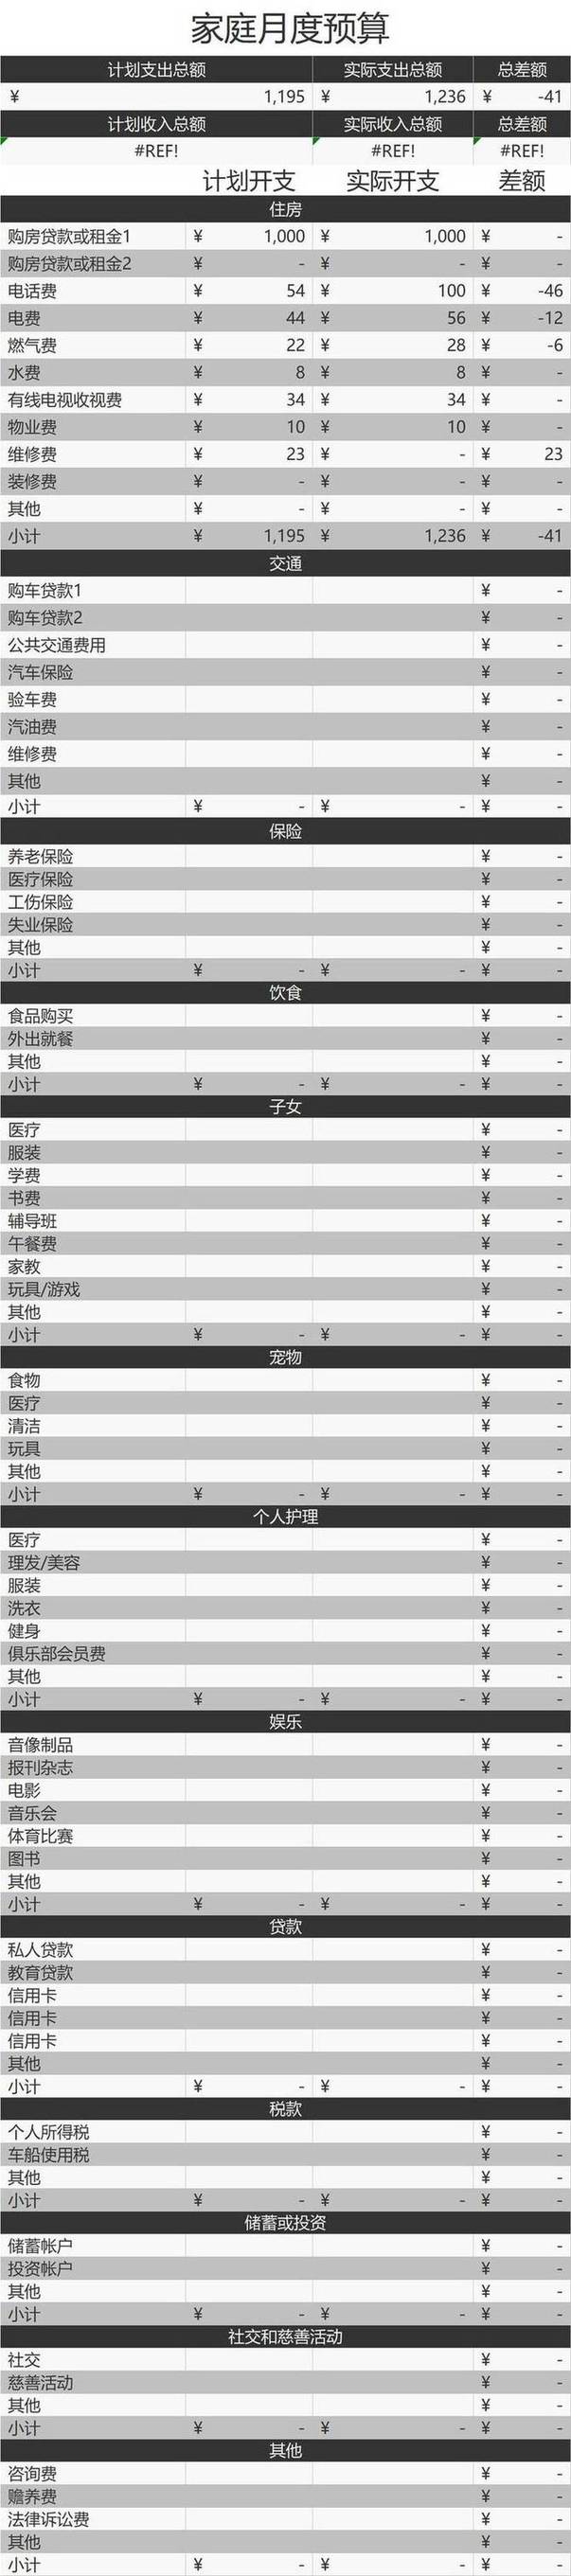 家庭月度预算
计划支出总额 实际支出总额 总差额
¥ 1,195 ¥ 1,236 ¥ -41
计划收入总额 实际收入总额 总差额
#REF! #REF! #REF!
计划开支 实际开支 差额
住房
购房贷款或租金1 ¥ 1,000 ¥ 1,000 ¥ -
购房贷款或租金2 ¥ - ¥ - ¥ -
电话费 ¥ 54 ¥ 100 ¥ -46
电费 ¥ 44 ¥ 56 ¥ -12
燃气费 ¥ 22 ¥ 28 ¥ -6
水费 ¥ 8 ¥ 8 ¥ -
有线电视收视费 ¥ 34 ¥ 34 ¥ -
物业费 ¥ 10 ¥ 10 ¥ -
维修费 ¥ 23 ¥ - ¥ 23
装修费 ¥ - ¥ - ¥ -
其他 ¥ - ¥ - ¥ -
小计 ¥ 1,195 ¥ 1,236 ¥ -41
交通
购车贷款1 ¥ -
购车贷款2 ¥ -
公共交通费用 ¥ -
汽车保险 ¥ -
验车费 ¥ -
汽油费 ¥ -
维修费 ¥ -
其他 ¥ -
小计 ¥ - ¥ - ¥ -
保险
养老保险 ¥ -
医疗保险 ¥ -
工伤保险 ¥ -
失业保险 ¥ -
其他 ¥ -
小计 ¥ - ¥ - ¥ -
饮食
食品购买 ¥ -
外出就餐 ¥ -
其他 ¥ -
小计 ¥ - ¥ - ¥ -
子女
医疗 ¥ -
服装 ¥ -
学费 ¥ -
书费 ¥ -
辅导班 ¥ -
午餐费 ¥ -
家教 ¥ -
玩具/游戏 ¥ -
其他 ¥ -
小计 ¥ - ¥ - ¥ -
宠物
食物 ¥ -
医疗 ¥ -
清洁 ¥ -
玩具 ¥ -
其他 ¥ -
小计 ¥ - ¥ - ¥ -
个人护理
医疗 ¥ -
理发/美容 ¥ -
服装 ¥ -
洗衣 ¥ -
健身 ¥ -
俱乐部会员费 ¥ -
其他 ¥ -
小计 ¥ - ¥ - ¥ -
娱乐
音像制品 ¥ -
报刊杂志 ¥ -
电影 ¥ -
音乐会 ¥ -
体育比赛 ¥ -
图书 ¥ -
其他 ¥ -
小计 ¥ - ¥ - ¥ -
贷款
私人贷款 ¥ -
教育贷款 ¥ -
信用卡 ¥ -
信用卡 ¥ -
信用卡 ¥ -
其他 ¥ -
小计 ¥ - ¥ - ¥ -
税款
个人所得税 ¥ -
车船使用税 ¥ -
其他 ¥ -
小计 ¥ - ¥ - ¥ -
储蓄或投资
储蓄帐户 ¥ -
投资帐户 ¥ -
其他 ¥ -
小计 ¥ - ¥ - ¥ -
社交和慈善活动
社交 ¥ -
慈善活动 ¥ -
其他 ¥ -
小计 ¥ - ¥ - ¥ -
其他
咨询费 ¥ -
赡养费 ¥ -
法律诉讼费 ¥ -
其他 ¥ -
小计 ¥ - ¥ - ¥ -